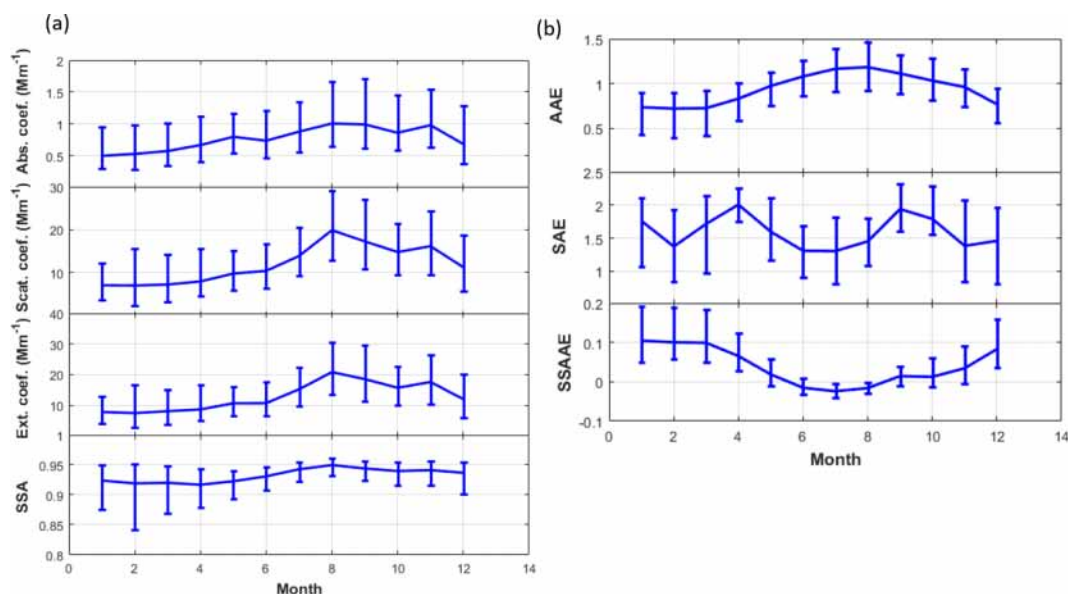 (a)
2
1.5
1
0.5
Abs. coef. (Mm-1)
30
20
10
Scat. coef. (Mm-1)
40
30
20
10
Ext. coef. (Mm-1)
1
0.95
0.9
0.85
0.8
SSA
0 2 4 6 8 10 12 14
Month
(b)
1.5
1
0.5
AAE
2.5
2
1.5
1
SAE
0.2
0.1
0
-0.1
SSAAE
0 2 4 6 8 10 12 14
Month